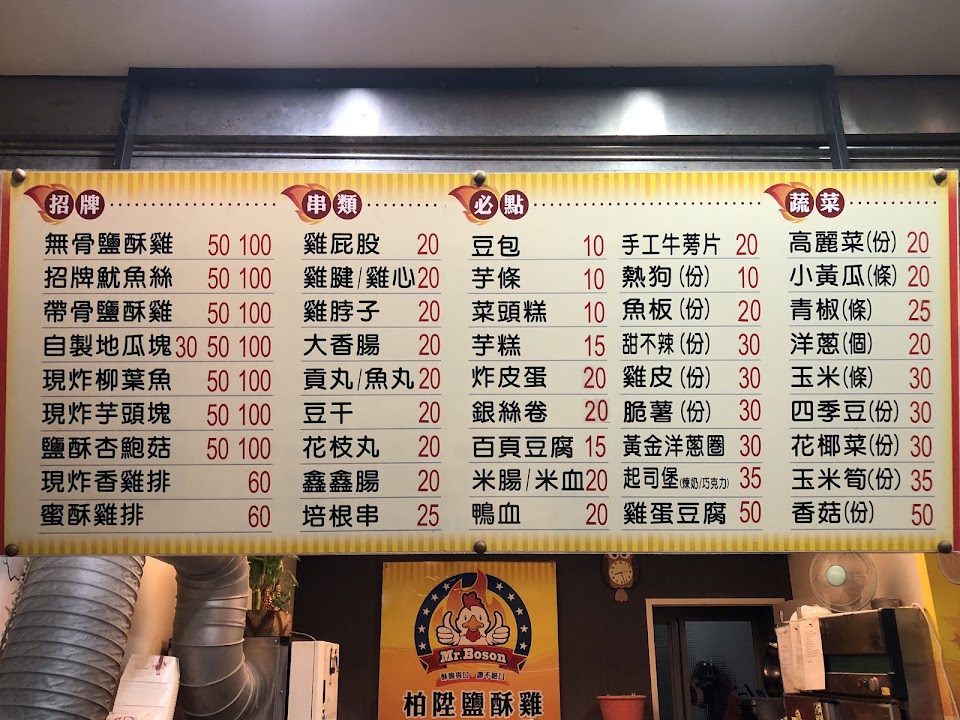 招牌
無骨鹽酥雞 50 100
招牌魷魚絲 50 100
帶骨鹽酥雞 50 100
自製地瓜塊 30 50 100
現炸柳葉魚 50 100
現炸芋頭塊 50 100
鹽酥杏鮑菇 50 100
現炸香雞排 60
蜜酥雞排 60
串類
雞屁股 20
雞腱/雞心 20
雞脖子 20
大香腸 20
貢丸/魚丸 20
豆干 20
花枝丸 20
鑫鑫腸 20
培根串 25
必點
豆包 10
芋條 10
菜頭糕 10
芋糕 15
炸皮蛋 20
銀絲卷 20
百頁豆腐 15
米腸/米血 20
鴨血 20
手工牛蒡片 20
熱狗(份) 10
魚板(份) 20
甜不辣(份) 30
雞皮(份) 30
脆薯(份) 30
黃金洋蔥圈 30
起司堡(煉奶/巧克力) 35
雞蛋豆腐 50
蔬菜
高麗菜(份) 20
小黃瓜(條) 20
青椒(條) 25
洋蔥(個) 20
玉米(條) 30
四季豆(份) 30
花椰菜(份) 30
玉米筍(份) 35
香菇(份) 50
Mr.Boson
柏陞鹽酥雞